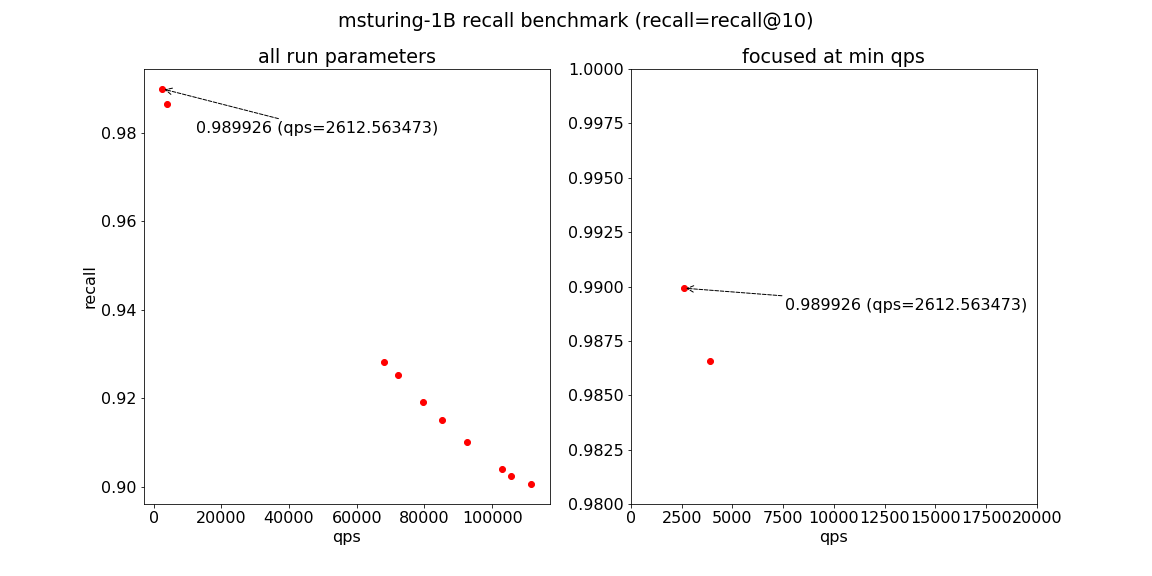 msturing-1B recall benchmark (recall=recall@10)
all run parameters
recall
0.98
0.96
0.94
0.92
0.90
0.989926 (qps=2612.563473)
0 20000 40000 60000 80000 100000
qps
focused at min qps
1.0000
0.9975
0.9950
0.9925
0.9900
0.9875
0.9850
0.9825
0.9800
0.989926 (qps=2612.563473)
0 2500 5000 7500 10000 12500 15000 17500 20000
qps